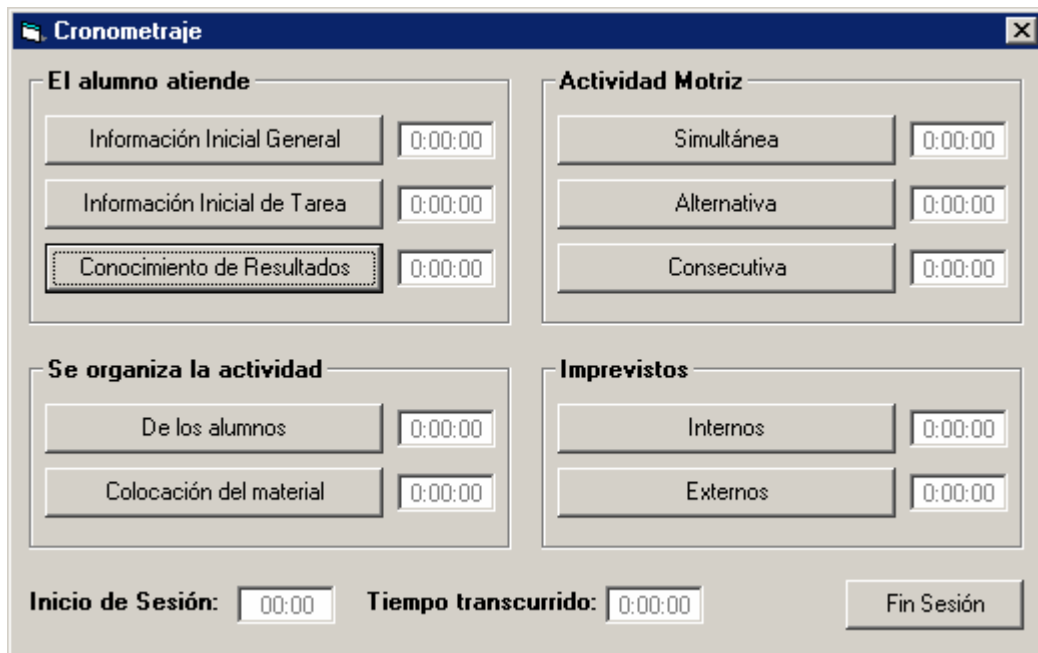 Cronometraje
El alumno atiende
Información Inicial General 0:00:00
Información Inicial de Tarea 0:00:00
Conocimiento de Resultados 0:00:00
Actividad Motriz
Simultánea 0:00:00
Alternativa 0:00:00
Consecutiva 0:00:00
Se organiza la actividad
De los alumnos 0:00:00
Colocación del material 0:00:00
Imprevistos
Internos 0:00:00
Externos 0:00:00
Inicio de Sesión: 00:00 Tiempo transcurrido: 0:00:00 Fin Sesión